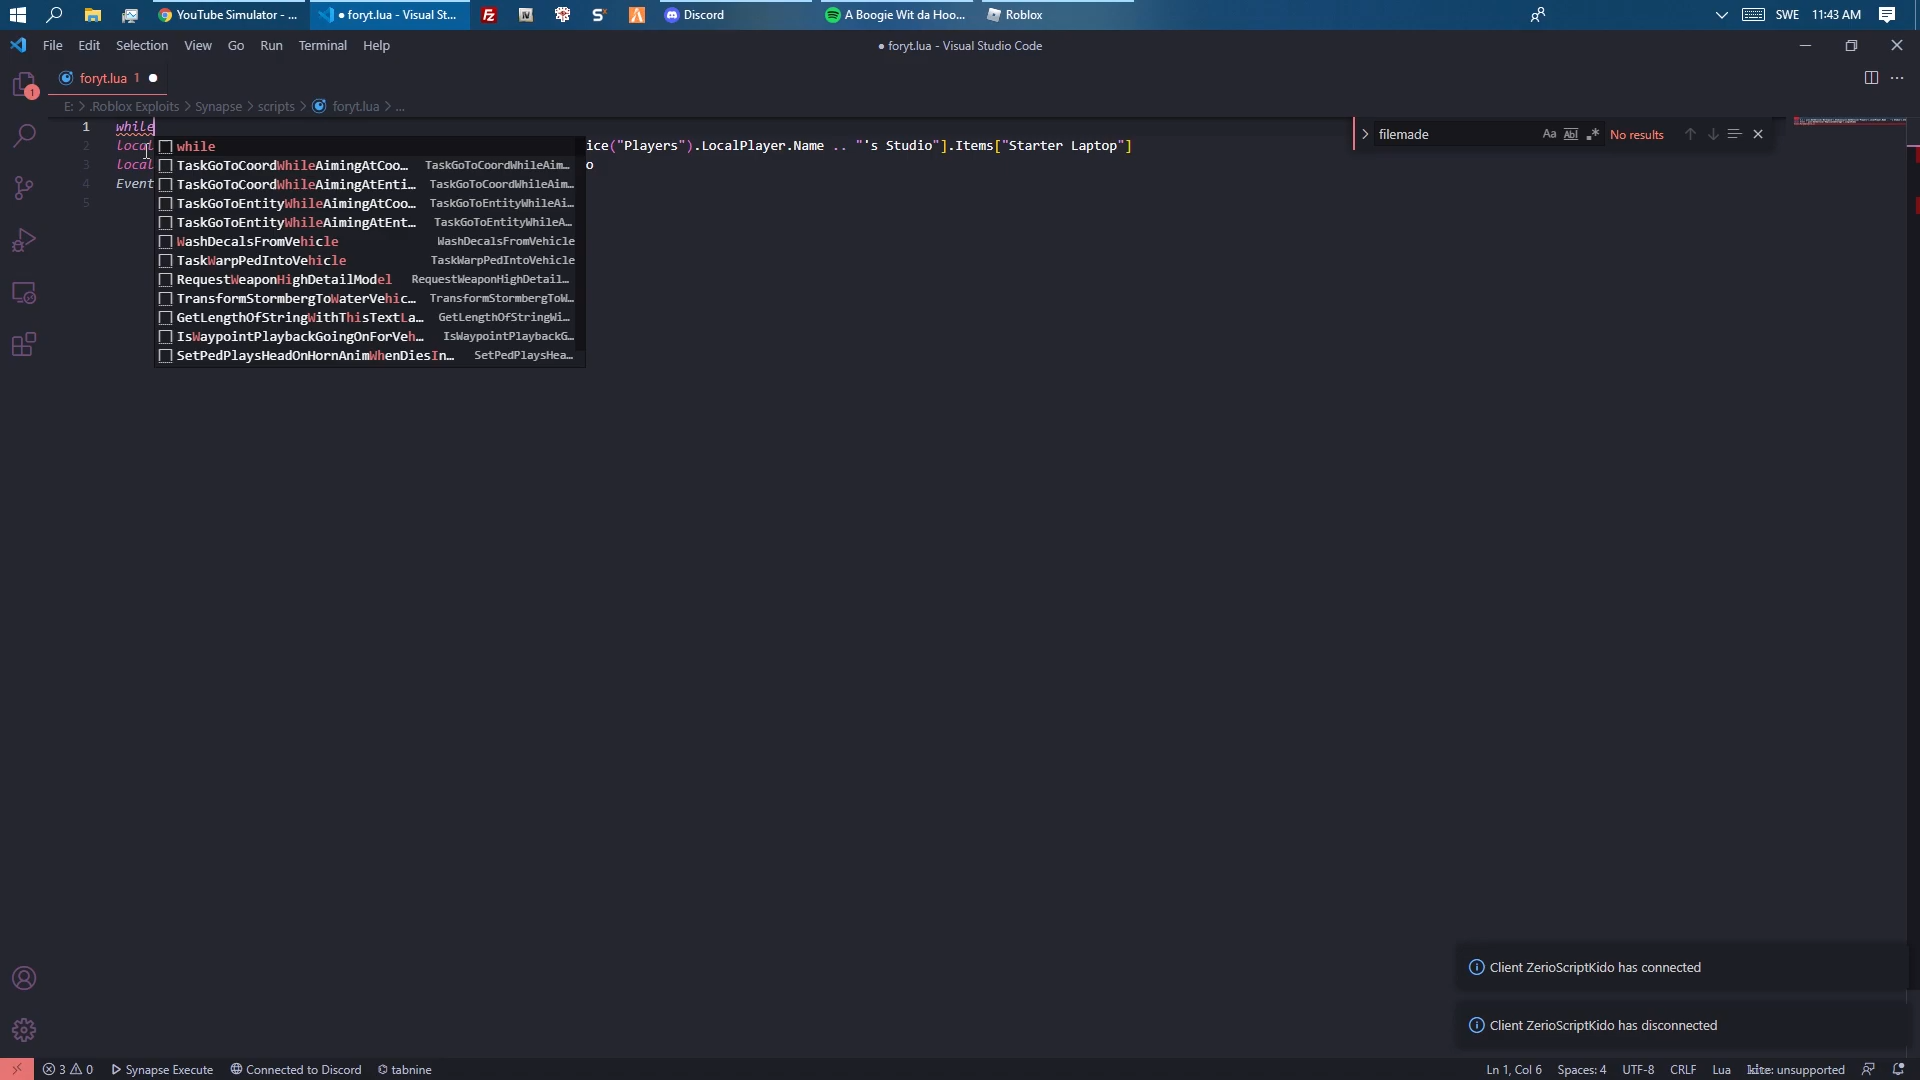 YouTube Simulator - ...
● foryt.lua - Visual St...
Discord
A Boogie Wit da Hoo...
Roblox
SWE
11:43 AM
File Edit Selection View Go Run Terminal Help
● foryt.lua - Visual Studio Code
foryt.lua 1 ●
1
E: > .Roblox Exploits > Synapse > scripts > foryt.lua > ...
filemade
Aa Abl .* No results
1 while
2 local ice("Players").LocalPlayer.Name .. "'s Studio"].Items["Starter Laptop"]
3 local o
4 Event
5
while
TaskGoToCoordWhileAimingAtCoo... TaskGoToCoordWhileAim...
TaskGoToCoordWhileAimingAtEnti... TaskGoToCoordWhileAim...
TaskGoToEntityWhileAimingAtCoo... TaskGoToEntityWhileAi...
TaskGoToEntityWhileAimingAtEnt... TaskGoToEntityWhileA...
WashDecalsFromVehicle WashDecalsFromVehicle
TaskWarpPedIntoVehicle TaskWarpPedIntoVehicle
RequestWeaponHighDetailModel RequestWeaponHighDetail...
TransformStormbergToWaterVehic... TransformStormbergToW...
GetLengthOfStringWithThisTextLa... GetLengthOfStringWi...
IsWaypointPlaybackGoingOnForVeh... IsWaypointPlaybackG...
SetPedPlaysHeadOnHornAnimWhenDiesIn... SetPedPlaysHea...
Client ZerioScriptKido has connected
Client ZerioScriptKido has disconnected
3 0 Synapse Execute Connected to Discord tabnine
Ln 1, Col 6 Spaces: 4 UTF-8 CRLF Lua kite: unsupported